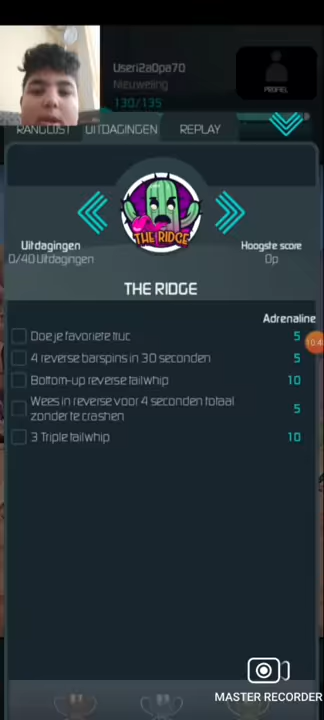 Useri2a0pa70
Nieuweling
130/135
PROFIEL
RANGLIJST UITDAGINGEN REPLAY
THE RIDGE
Uitdagingen
0/40 Uitdagingen
Hoogste score
0p
THE RIDGE
Adrenaline
Doe je favoriete truc 5
4 reverse barspins in 30 seconden 5
Bottom-up reverse tailwhip 10
Wees in reverse voor 4 seconden totaal
zonder te crashen 5
3 Triple tailwhip 10
MASTER RECORDER